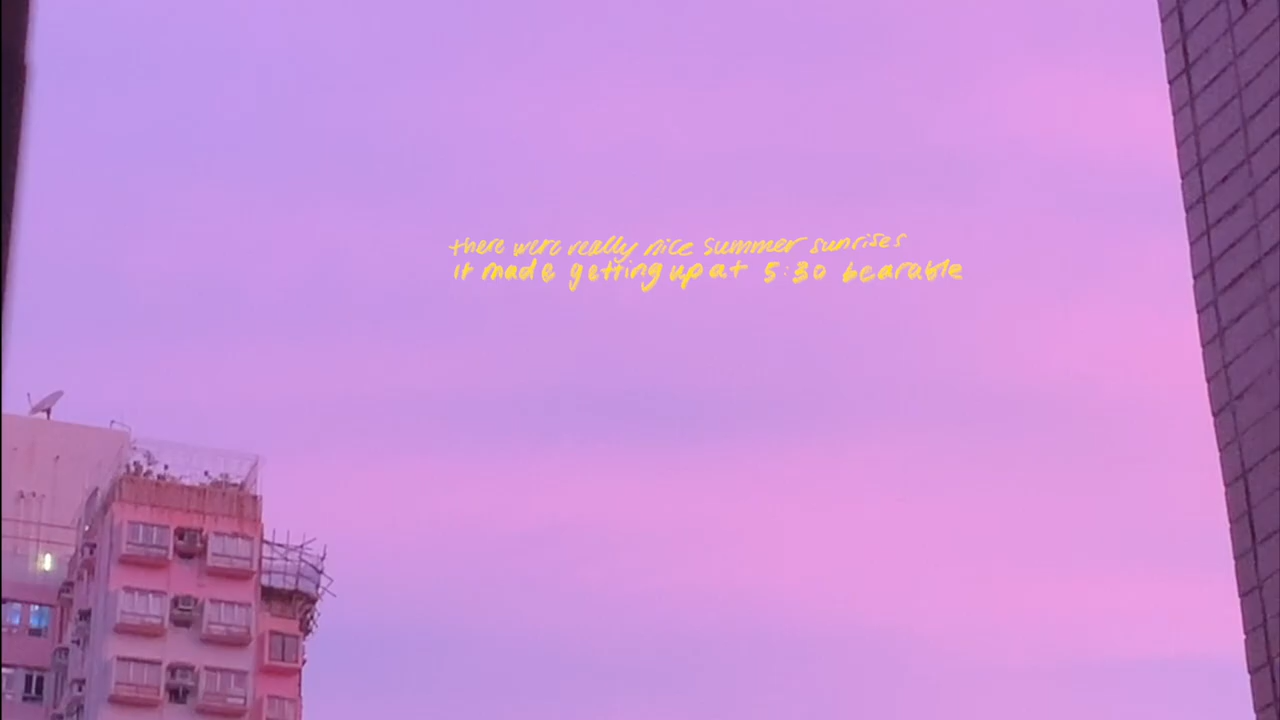 there were really nice summer sunrises
it made getting up at 5:30 bearable